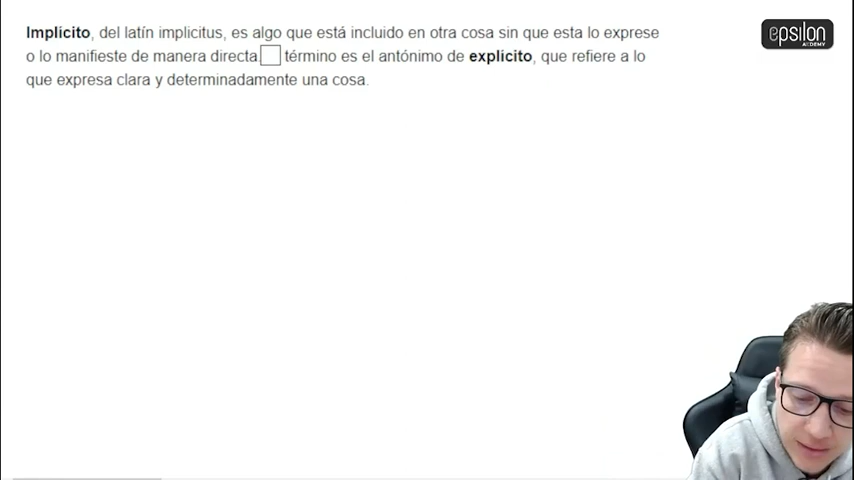 Implícito, del latín implicitus, es algo que está incluido en otra cosa sin que esta lo exprese
o lo manifieste de manera directa. término es el antónimo de explícito, que refiere a lo
que expresa clara y determinadamente una cosa.
epsilon
ACADEMY